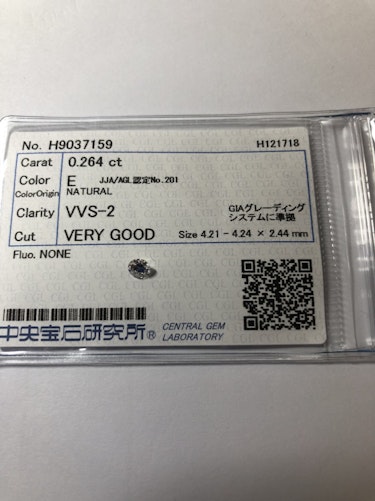 No. H9037159 H121718
Carat 0.264 ct
Color E JJA/AGL認定No.201
ColorOrigin NATURAL
Clarity VVS-2 GIAグレーディング
システムに準拠
Cut VERY GOOD Size 4.21 - 4.24 × 2.44 mm
Fluo. NONE
中央宝石研究所® CENTRAL GEM
LABORATORY